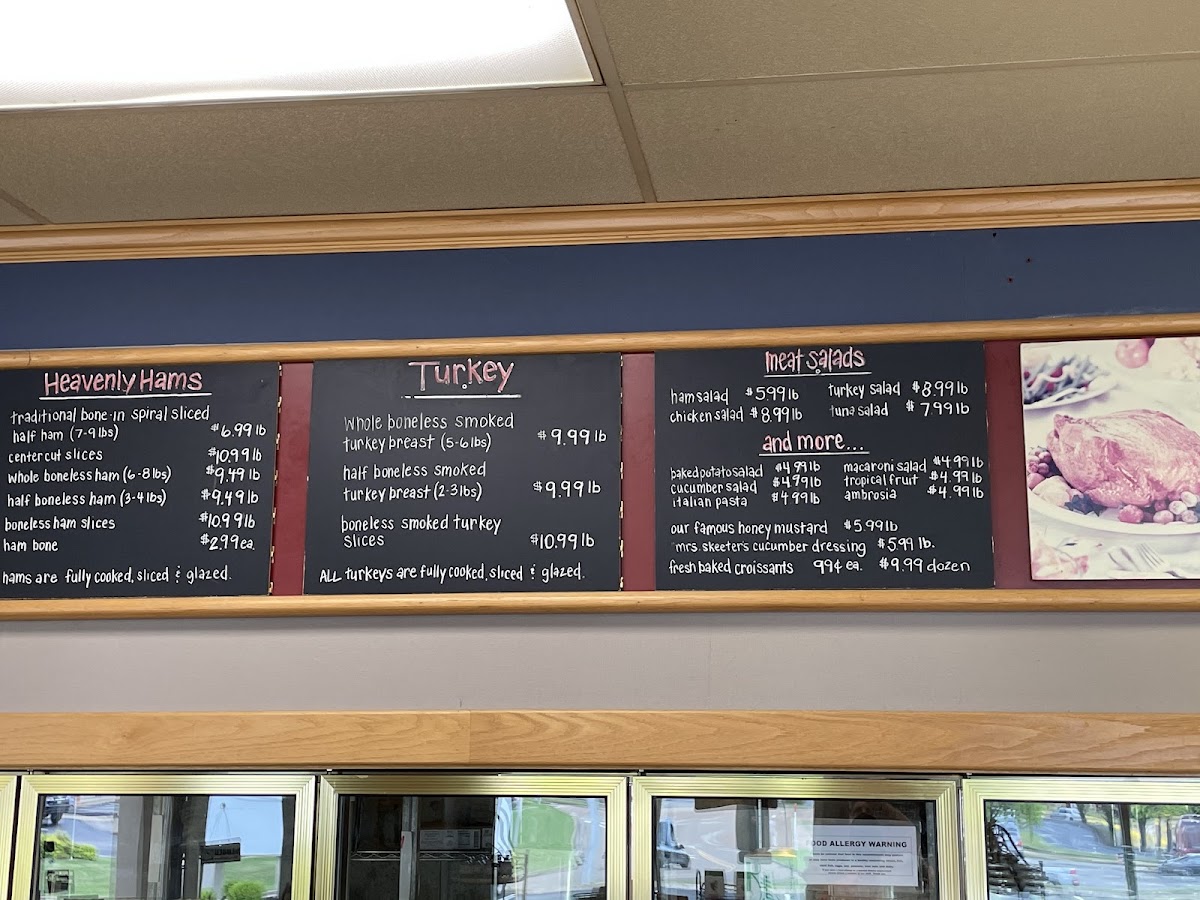 Heavenly Hams
traditional bone-in spiral sliced
half ham (7-9 lbs) $6.99 lb
center cut slices $10.99 lb
whole boneless ham (6-8 lbs) $9.49 lb
half boneless ham (3-4 lbs) $9.49 lb
boneless ham slices $10.99 lb
ham bone $2.99 ea.
hams are fully cooked, sliced & glazed.
Turkey
whole boneless smoked
turkey breast (5-6 lbs) $9.99 lb
half boneless smoked
turkey breast (2-3 lbs) $9.99 lb
boneless smoked turkey
slices $10.99 lb
ALL turkeys are fully cooked, sliced & glazed.
meat salads
ham salad $5.99 lb turkey salad $8.99 lb
chicken salad $8.99 lb tuna salad $7.99 lb
and more...
baked potato salad $4.99 lb macaroni salad $4.99 lb
cucumber salad $4.99 lb tropical fruit $4.99 lb
italian pasta $4.99 lb ambrosia $4.99 lb
our famous honey mustard $5.99 lb
mrs. skeeter's cucumber dressing $5.99 lb.
fresh baked croissants 99¢ ea. $9.99 dozen
FOOD ALLERGY WARNING